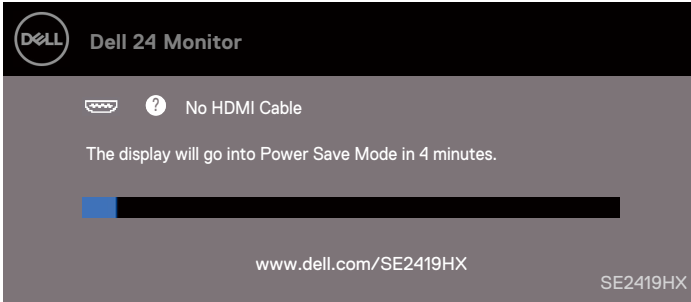 DELL
Dell 24 Monitor
? No HDMI Cable
The display will go into Power Save Mode in 4 minutes.
www.dell.com/SE2419HX
SE2419HX